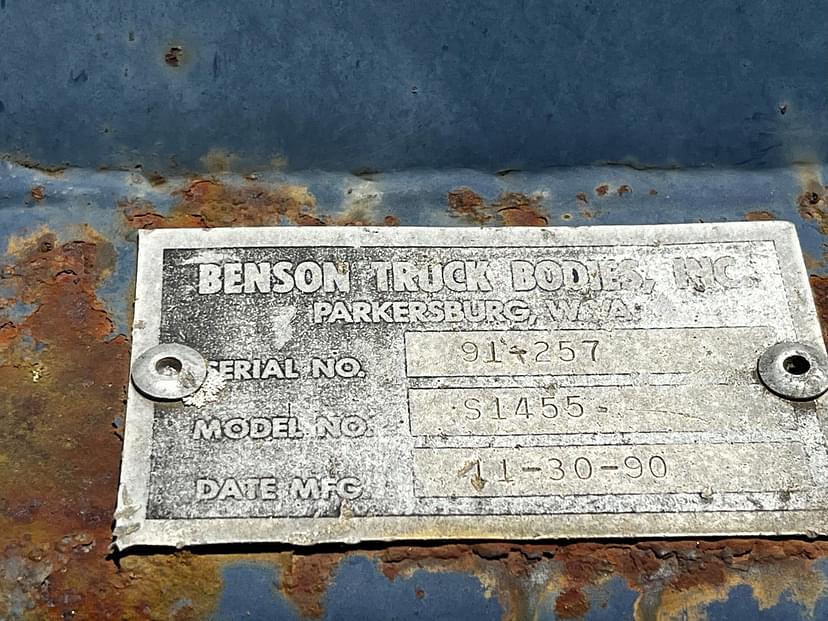 BENSON TRUCK BODIES, INC.
PARKERSBURG, W. VA.
SERIAL NO. 91-257
MODEL NO. S1455
DATE MFG. 11-30-90